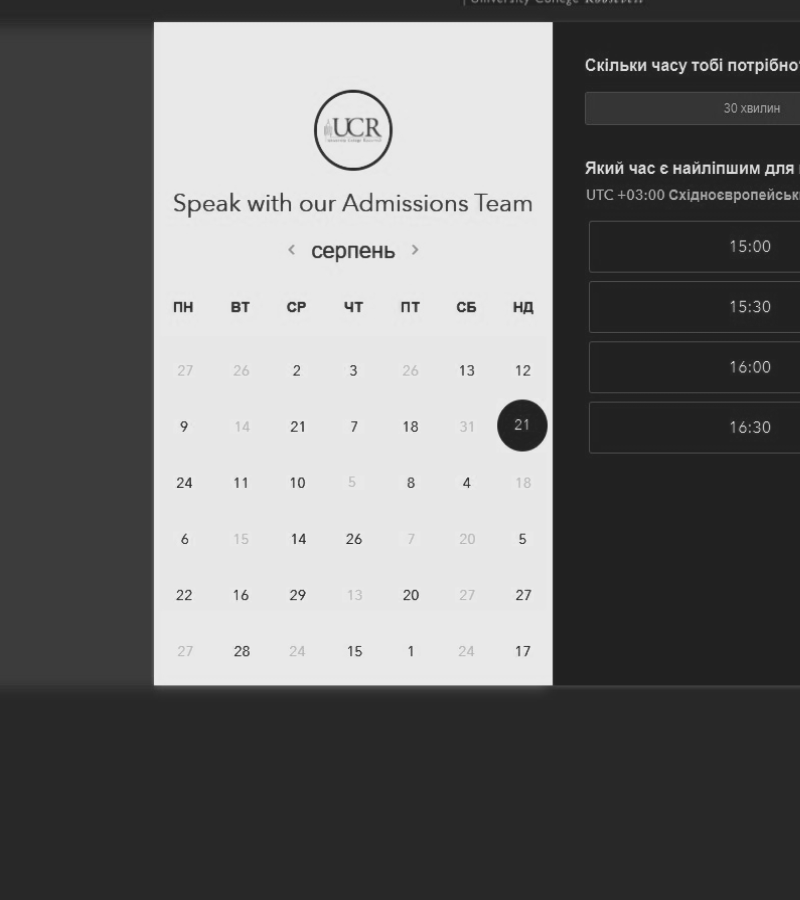 University College
UCR
Speak with our Admissions Team
< серпень >
ПН ВТ СР ЧТ ПТ СБ НД
27 26 2 3 26 13 12
9 14 21 7 18 31 21
24 11 10 5 8 4 18
6 15 14 26 7 20 5
22 16 29 13 20 27 27
27 28 24 15 1 24 17
Скільки часу тобі потрібно
30 хвилин
Який час є найліпшим для
UTC +03:00 Східноєвропейськ
15:00
15:30
16:00
16:30